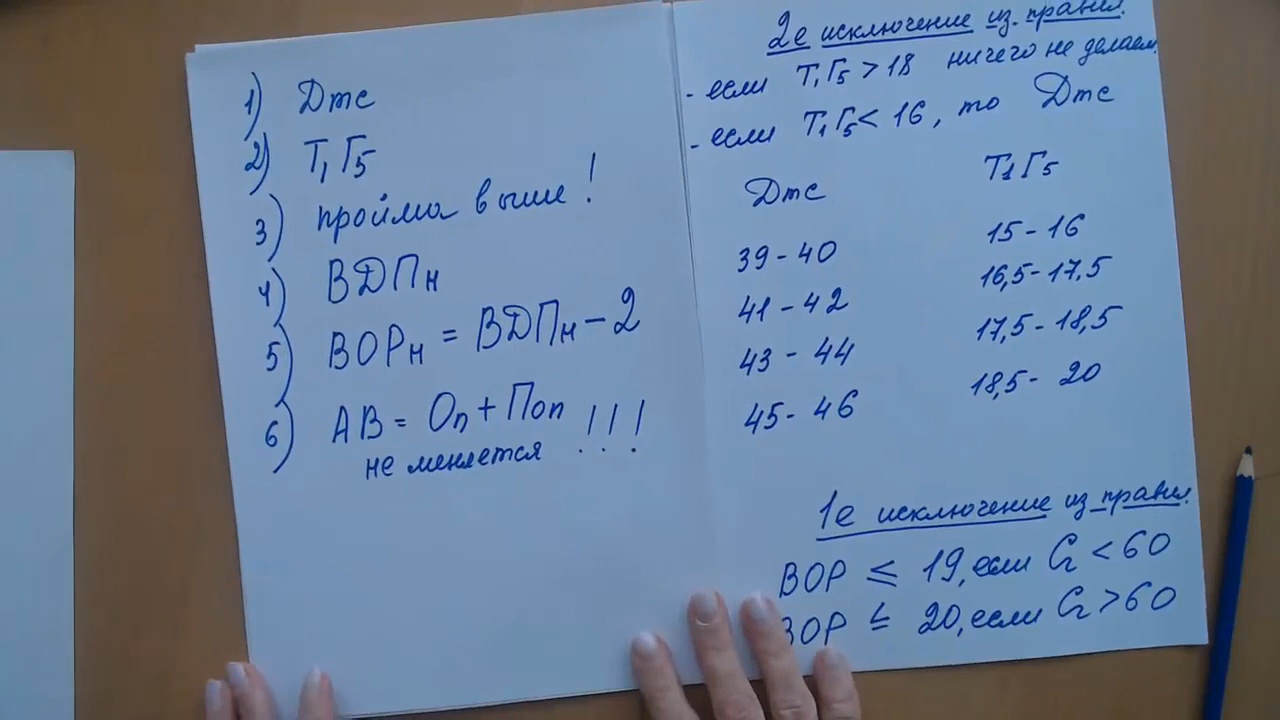 1) Дтс
2) Т1Г5
3) пройма выше!
4) ВДПн
5) ВОРн = ВДПн - 2
6) АВ = Оп + Поп
не меняется !!!
2е исключение из правил.
- если Т1Г5 > 18 ничего не делаем.
- если Т1Г5 < 16, то Дтс
Дтс Т1Г5
39 - 40 15 - 16
41 - 42 16,5 - 17,5
43 - 44 17,5 - 18,5
45 - 46 18,5 - 20
1е исключение из правил.
ВОР ≤ 19, если Сг < 60
ВОР ≤ 20, если Сг > 60